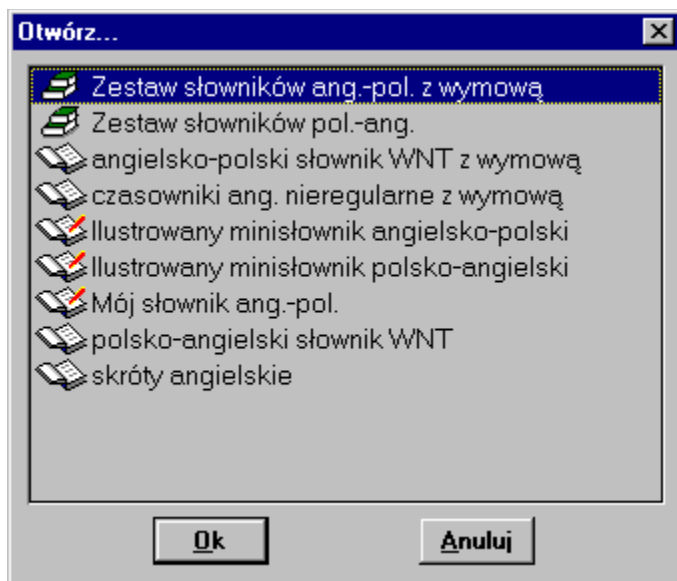 Otwórz...
Zestaw słowników ang.-pol. z wymową
Zestaw słowników pol.-ang.
angielsko-polski słownik WNT z wymową
czasowniki ang. nieregularne z wymową
Ilustrowany minisłownik angielsko-polski
Ilustrowany minisłownik polsko-angielski
Mój słownik ang.-pol.
polsko-angielski słownik WNT
skróty angielskie
Ok Anuluj